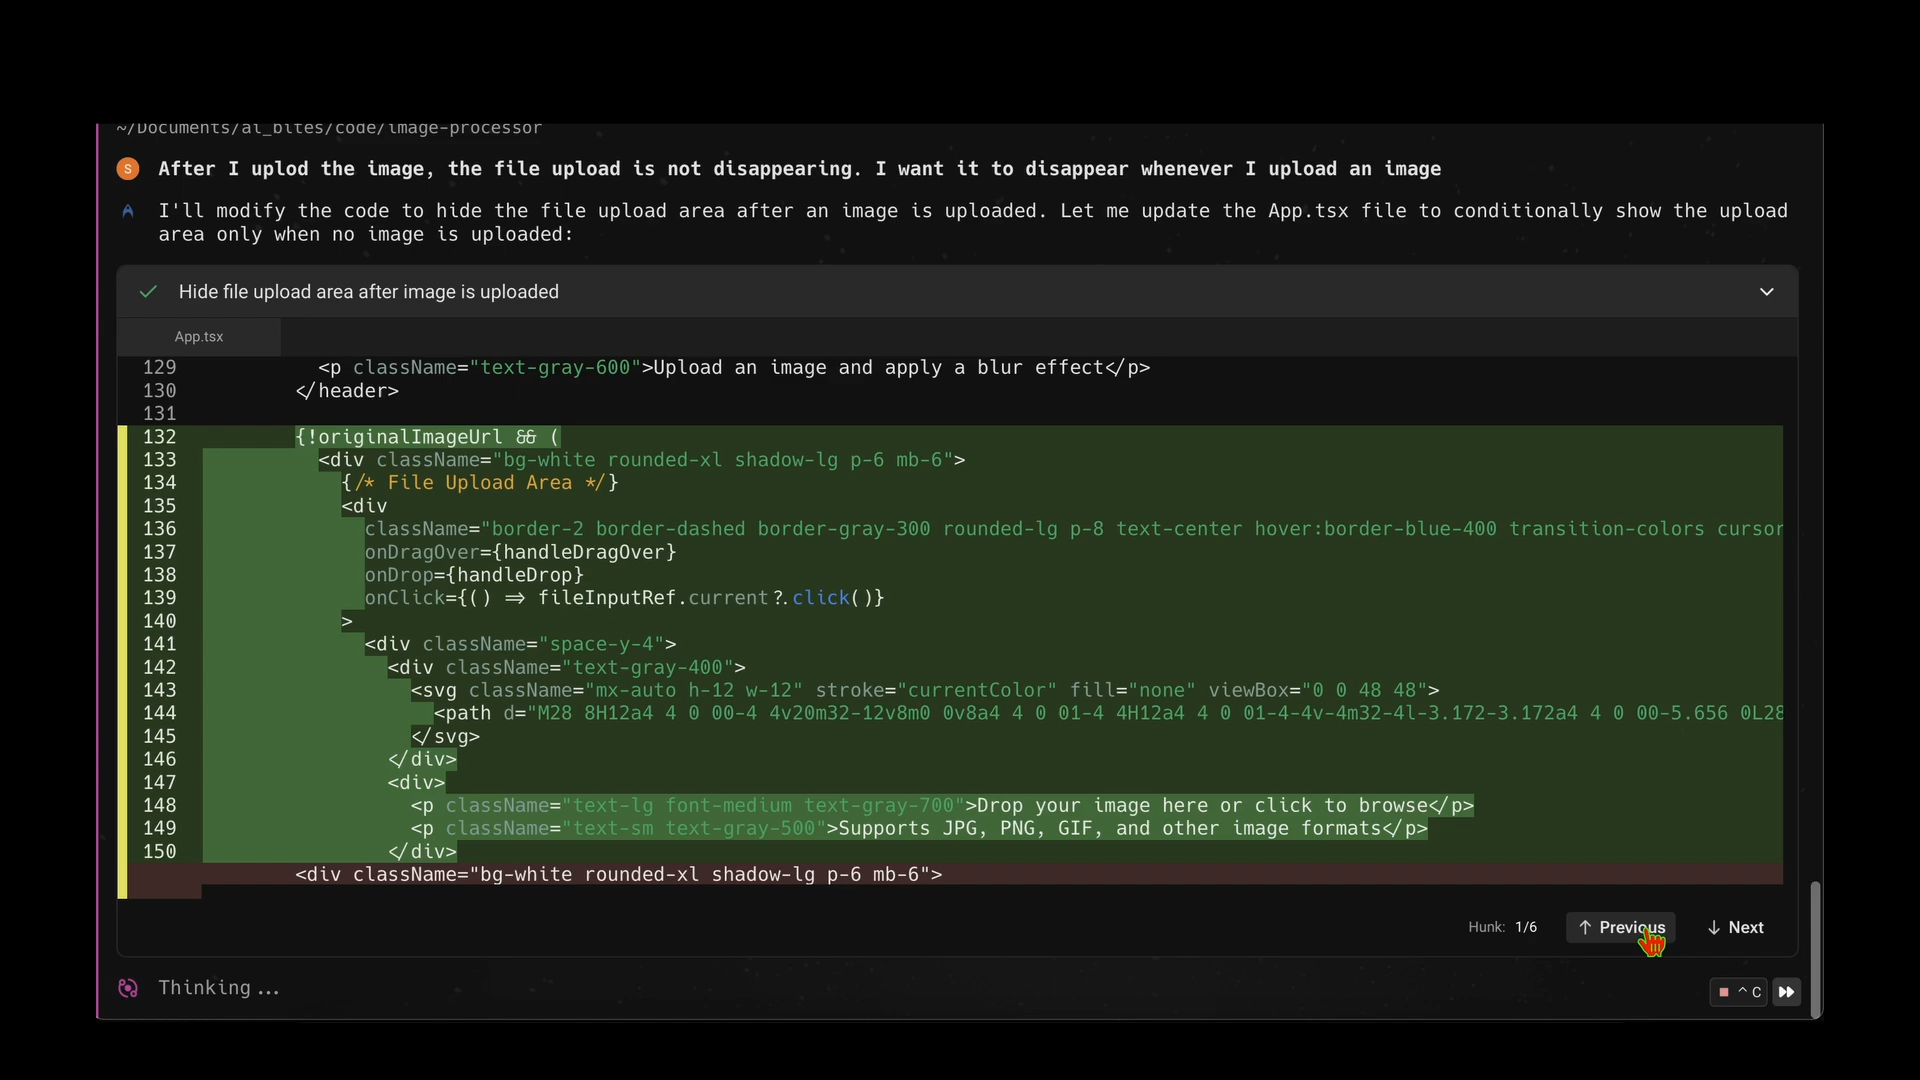 ~/Documents/ai_bites/code/image-processor
S
After I uplod the image, the file upload is not disappearing. I want it to disappear whenever I upload an image
I'll modify the code to hide the file upload area after an image is uploaded. Let me update the App.tsx file to conditionally show the upload
area only when no image is uploaded:
Hide file upload area after image is uploaded
App.tsx
129 <p className="text-gray-600">Upload an image and apply a blur effect</p>
130 </header>
131
132 {!originalImageUrl && (
133 <div className="bg-white rounded-xl shadow-lg p-6 mb-6">
134 {/* File Upload Area */}
135 <div
136 className="border-2 border-dashed border-gray-300 rounded-lg p-8 text-center hover:border-blue-400 transition-colors cursor
137 onDragOver={handleDragOver}
138 onDrop={handleDrop}
139 onClick={() => fileInputRef.current?.click()}
140 >
141 <div className="space-y-4">
142 <div className="text-gray-400">
143 <svg className="mx-auto h-12 w-12" stroke="currentColor" fill="none" viewBox="0 0 48 48">
144 <path d="M28 8H12a4 4 0 00-4 4v20m32-12v8m0 0v8a4 4 0 01-4 4H12a4 4 0 01-4-4v-4m32-4l-3.172-3.172a4 4 0 00-5.656 0L28
145 </svg>
146 </div>
147 <div>
148 <p className="text-lg font-medium text-gray-700">Drop your image here or click to browse</p>
149 <p className="text-sm text-gray-500">Supports JPG, PNG, GIF, and other image formats</p>
150 </div>
<div className="bg-white rounded-xl shadow-lg p-6 mb-6">
Hunk: 1/6 ↑ Previous ↓ Next
Thinking ...
^ C